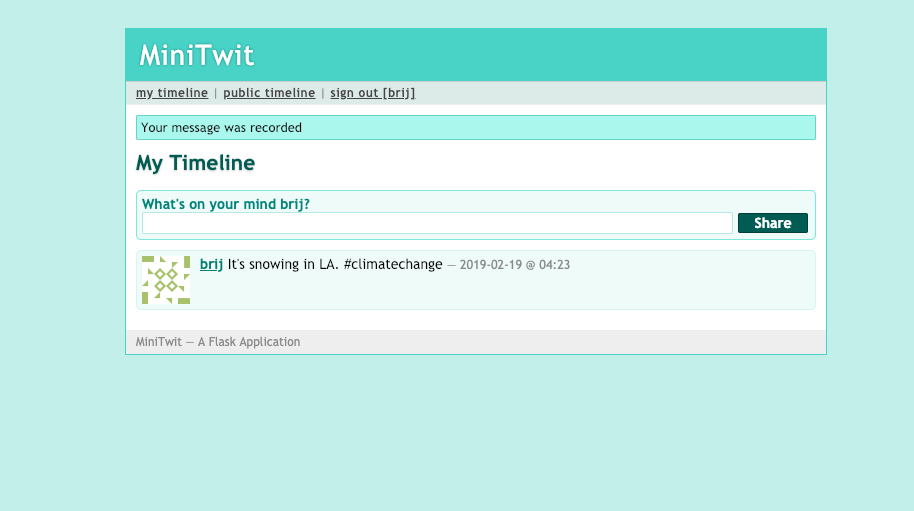 MiniTwit
my timeline | public timeline | sign out [brij]
Your message was recorded
My Timeline
What's on your mind brij?
Share
brij It's snowing in LA. #climatechange — 2019-02-19 @ 04:23
MiniTwit — A Flask Application